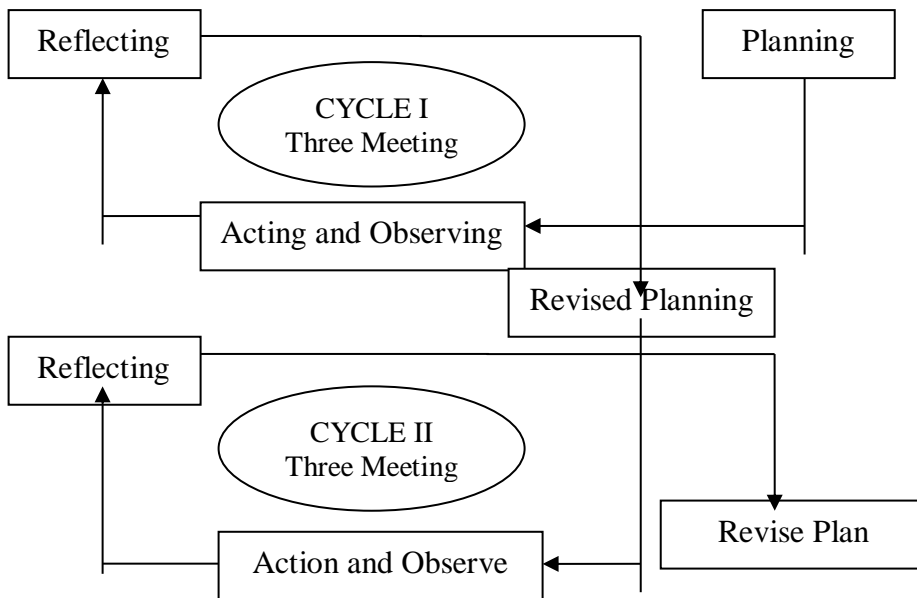 Reflecting
Planning
CYCLE I
Three Meeting
Acting and Observing
Revised Planning
Reflecting
CYCLE II
Three Meeting
Revise Plan
Action and Observe